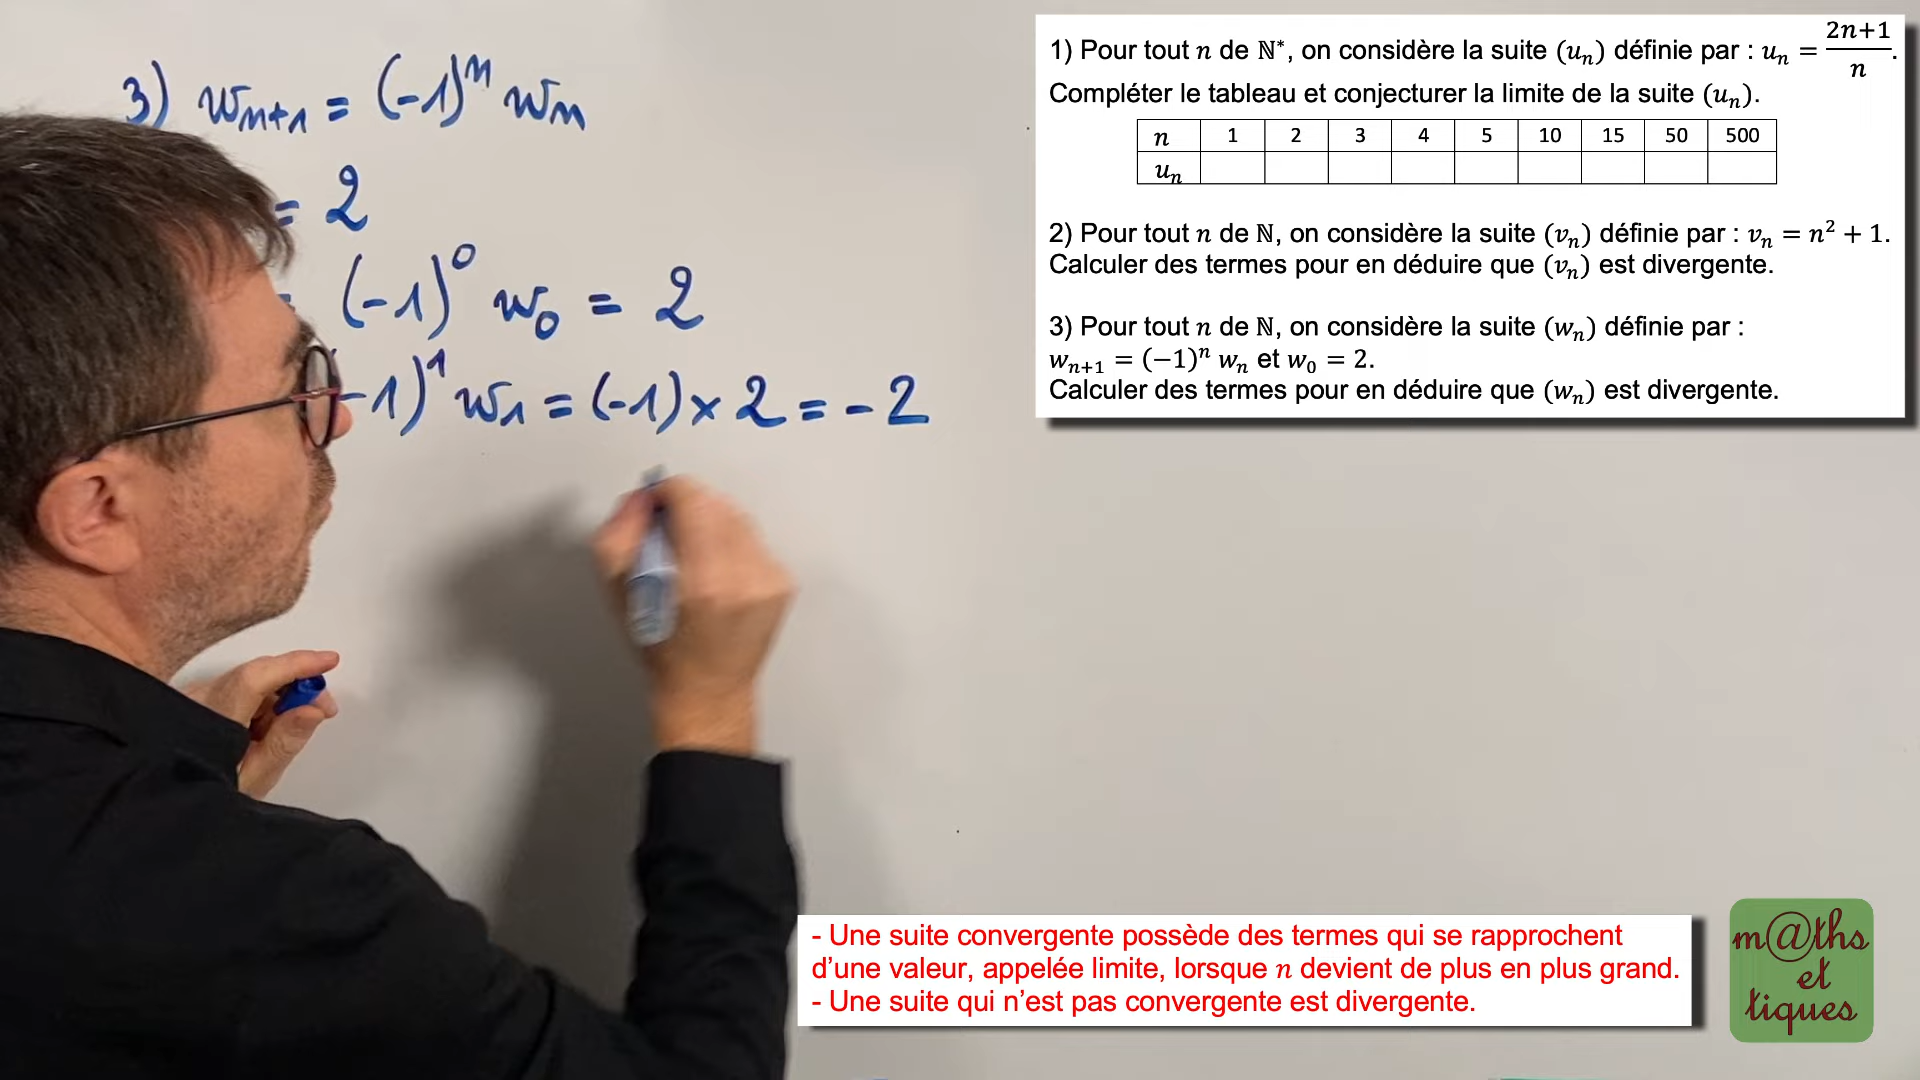 3) wn+1 = (-1)ⁿ wn
= 2
= (-1)⁰ w₀ = 2
-1)¹ w₁ = (-1) × 2 = -2
1) Pour tout n de ℕ*, on considère la suite (uₙ) définie par : uₙ = (2n+1)/n.
Compléter le tableau et conjecturer la limite de la suite (uₙ).
n 1 2 3 4 5 10 15 50 500
uₙ
2) Pour tout n de ℕ, on considère la suite (vₙ) définie par : vₙ = n² + 1.
Calculer des termes pour en déduire que (vₙ) est divergente.
3) Pour tout n de ℕ, on considère la suite (wₙ) définie par :
wₙ₊₁ = (−1)ⁿ wₙ et w₀ = 2.
Calculer des termes pour en déduire que (wₙ) est divergente.
- Une suite convergente possède des termes qui se rapprochent
d’une valeur, appelée limite, lorsque n devient de plus en plus grand.
- Une suite qui n’est pas convergente est divergente.
m@ths
et
tiques